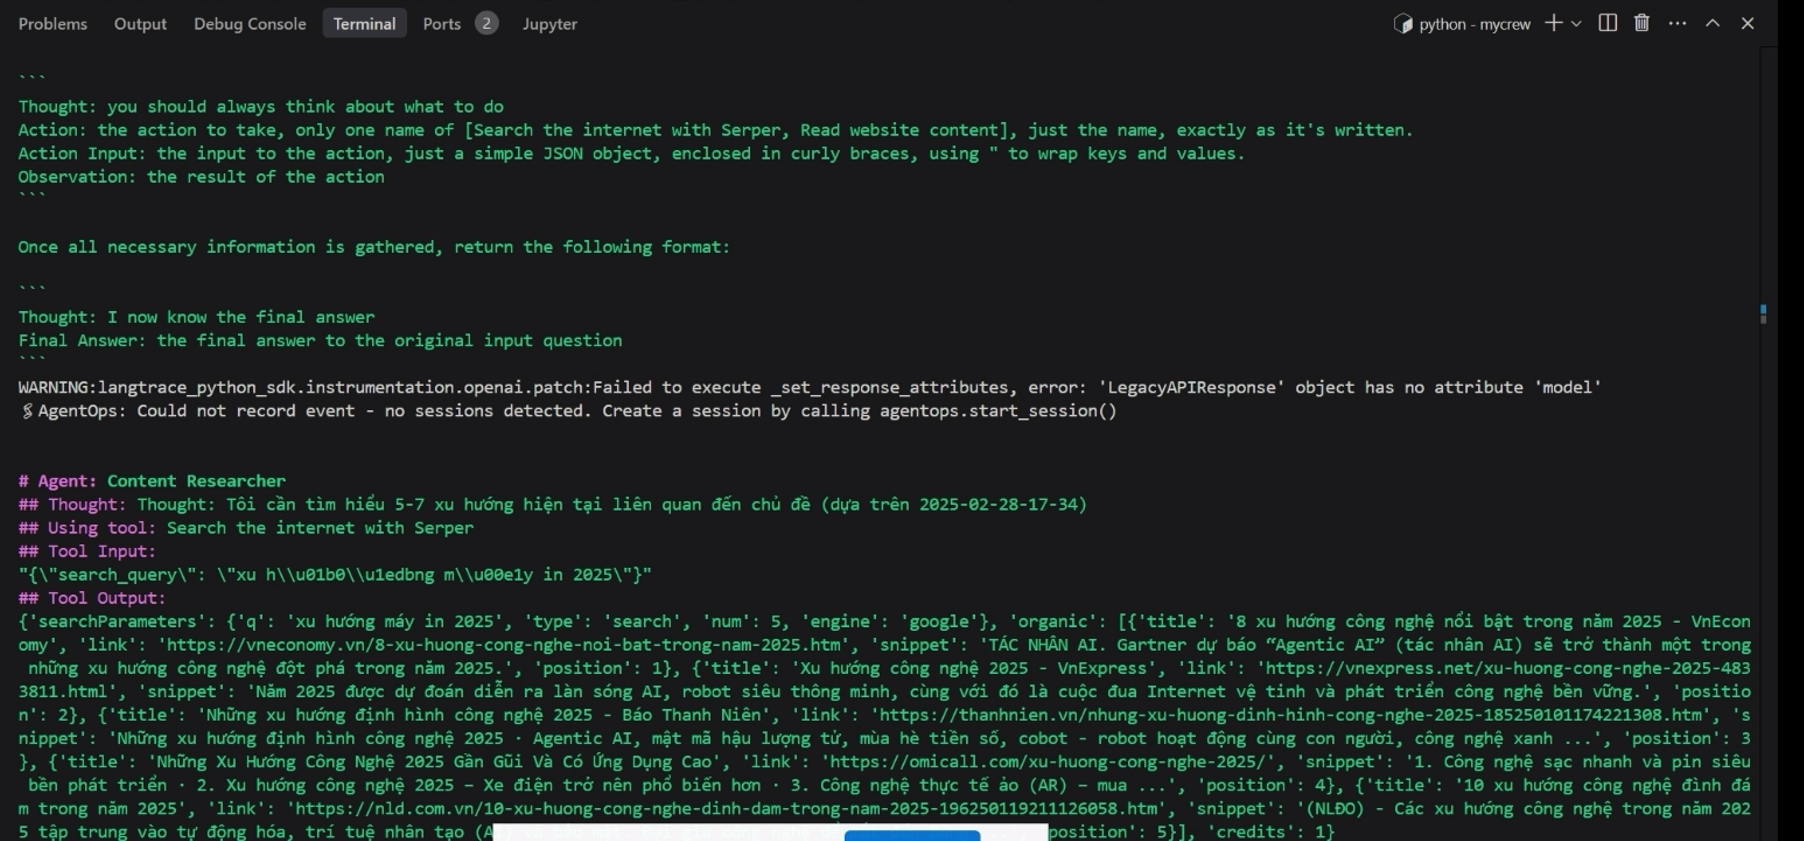 Problems Output Debug Console Terminal Ports 2 Jupyter python - mycrew
```
Thought: you should always think about what to do
Action: the action to take, only one name of [Search the internet with Serper, Read website content], just the name, exactly as it's written.
Action Input: the input to the action, just a simple JSON object, enclosed in curly braces, using " to wrap keys and values.
Observation: the result of the action
```
Once all necessary information is gathered, return the following format:
```
Thought: I now know the final answer
Final Answer: the final answer to the original input question
```
WARNING:langtrace_python_sdk.instrumentation.openai.patch:Failed to execute _set_response_attributes, error: 'LegacyAPIResponse' object has no attribute 'model'
🖇 AgentOps: Could not record event - no sessions detected. Create a session by calling agentops.start_session()
# Agent: Content Researcher
## Thought: Thought: Tôi cần tìm hiểu 5-7 xu hướng hiện tại liên quan đến chủ đề (dựa trên 2025-02-28-17-34)
## Using tool: Search the internet with Serper
## Tool Input:
"{\"search_query\": \"xu h\\u01b0\\u1edbng m\\u00e1y in 2025\"}"
## Tool Output:
{'searchParameters': {'q': 'xu hướng máy in 2025', 'type': 'search', 'num': 5, 'engine': 'google'}, 'organic': [{'title': '8 xu hướng công nghệ nổi bật trong năm 2025 - VnEcon
omy', 'link': 'https://vneconomy.vn/8-xu-huong-cong-nghe-noi-bat-trong-nam-2025.htm', 'snippet': 'TÁC NHÂN AI. Gartner dự báo “Agentic AI” (tác nhân AI) sẽ trở thành một trong
những xu hướng công nghệ đột phá trong năm 2025.', 'position': 1}, {'title': 'Xu hướng công nghệ 2025 - VnExpress', 'link': 'https://vnexpress.net/xu-huong-cong-nghe-2025-483
3811.html', 'snippet': 'Năm 2025 được dự đoán diễn ra làn sóng AI, robot siêu thông minh, cùng với đó là cuộc đua Internet vệ tinh và phát triển công nghệ bền vững.', 'positio
n': 2}, {'title': 'Những xu hướng định hình công nghệ 2025 - Báo Thanh Niên', 'link': 'https://thanhnien.vn/nhung-xu-huong-dinh-hinh-cong-nghe-2025-185250101174221308.htm', 's
nippet': 'Những xu hướng định hình công nghệ 2025 · Agentic AI, mật mã hậu lượng tử, mùa hè tiền số, cobot - robot hoạt động cùng con người, công nghệ xanh ...', 'position': 3
}, {'title': 'Những Xu Hướng Công Nghệ 2025 Gần Gũi Và Có Ứng Dụng Cao', 'link': 'https://omicall.com/xu-huong-cong-nghe-2025/', 'snippet': '1. Công nghệ sạc nhanh và pin siêu
bền phát triển · 2. Xu hướng công nghệ 2025 – Xe điện trở nên phổ biến hơn · 3. Công nghệ thực tế ảo (AR) – mua ...', 'position': 4}, {'title': '10 xu hướng công nghệ đình đá
m trong năm 2025', 'link': 'https://nld.com.vn/10-xu-huong-cong-nghe-dinh-dam-trong-nam-2025-196250119211126058.htm', 'snippet': '(NLĐO) - Các xu hướng công nghệ trong năm 202
5 tập trung vào tự động hóa, trí tuệ nhân tạo (A position': 5}], 'credits': 1}